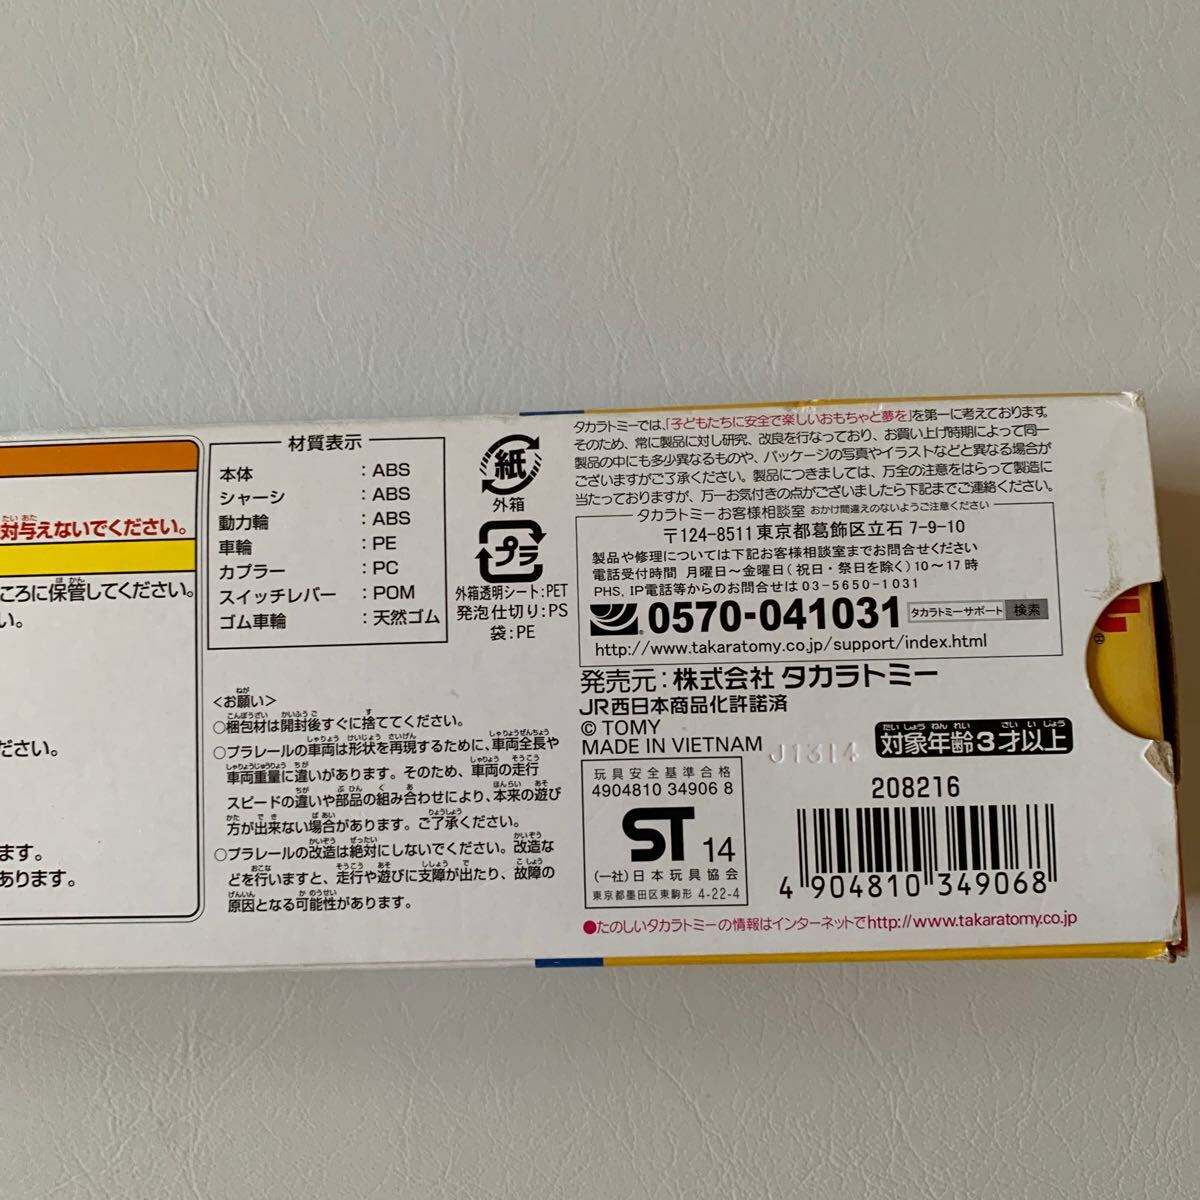 たい あた
対与えないでください。
ほ かん
ころに保管してください。
い。
ださい。
ます。
あります。
材質表示
本体 : ABS
シャーシ : ABS
動力輪 : ABS
車輪 : PE
カプラー : PC
スイッチレバー : POM
ゴム車輪 : 天然ゴム
紙
外箱
プラ
外箱透明シート:PET
発泡仕切り:PS
袋:PE
<お願い>
○梱包材は開封後すぐに捨ててください。
○プラレールの車両は形状を再現するために、車両全長や
車両重量に違いがあります。そのため、車両の走行
スピードの違いや部品の組み合わせにより、本来の遊び
方が出来ない場合があります。ご了承ください。
○プラレールの改造は絶対にしないでください。改造な
どを行いますと、走行や遊びに支障が出たり、故障の
原因となる可能性があります。
タカラトミーでは、「子どもたちに安全で楽しいおもちゃと夢を」を第一に考えております。
そのため、常に製品に対し研究、改良を行なっており、お買い上げ時期によって同一
製品の中にも多少異なるものや、パッケージの写真やイラストなどと異なる場合が
ございますがご了承ください。製品につきましては、万全の注意をはらって製造に
当たっておりますが、万一お気付きの点がございましたら下記までご連絡ください。
タカラトミーお客様相談室 おかけ間違えのないようご注意ください
〒124-8511 東京都葛飾区立石 7-9-10
製品や修理については下記お客様相談室までお問合せください
電話受付時間 月曜日〜金曜日(祝日・祭日を除く)10〜17時
PHS、IP電話等からのお問合せは 03-5650-1031
0570-041031 タカラトミーサポート 検索
http://www.takaratomy.co.jp/support/index.html
発売元:株式会社 タカラトミー
JR西日本商品化許諾済
© TOMY
MADE IN VIETNAM J1314
たい しょう ねん れい さい い じょう
対象年齢3才以上
玩具安全基準合格
4904810 34906 8
ST 14
(一社)日本玩具協会
東京都墨田区東駒形 4-22-4
208216
4 904810 349068
●たのしいタカラトミーの情報はインターネットでhttp://www.takaratomy.co.jp
®